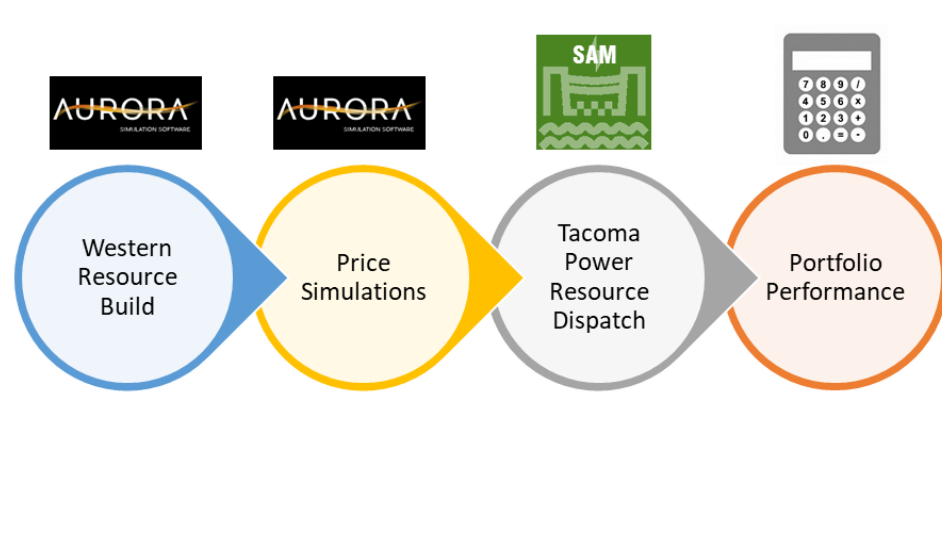 AURORA
SIMULATION SOFTWARE
AURORA
SIMULATION SOFTWARE
SAM
7 8 9 /
4 5 6 x
1 2 3 +
0 . = -
Western
Resource
Build
Price
Simulations
Tacoma
Power
Resource
Dispatch
Portfolio
Performance